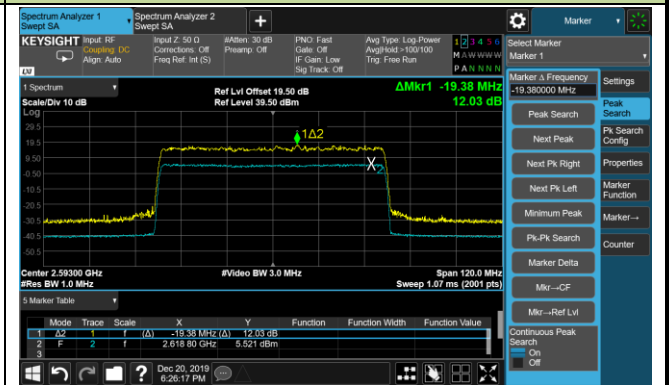 Spectrum Analyzer 1
Swept SA
Spectrum Analyzer 2
Swept SA
+
Marker
KEYSIGHT
Input: RF
Coupling: DC
Align: Auto
Input Z: 50 Ω
Corrections: Off
Freq Ref: Int (S)
#Atten: 30 dB
Preamp: Off
PNO: Fast
Gate: Off
IF Gain: Low
Sig Track: Off
Avg Type: Log-Power
Avg|Hold:>100/100
Trig: Free Run
1 2 3 4 5 6
M A W W W W
P A N N N N
LXI
Select Marker
Marker 1
1 Spectrum
Scale/Div 10 dB
Ref Lvl Offset 19.50 dB
Ref Level 39.50 dBm
ΔMkr1 -19.38 MHz
12.03 dB
Log
29.5
19.5
9.50
-0.50
-10.5
-20.5
-30.5
-40.5
-50.5
1Δ2
X2
Center 2.59300 GHz
#Res BW 1.0 MHz
#Video BW 3.0 MHz
Span 120.0 MHz
Sweep 1.07 ms (2001 pts)
5 Marker Table
Mode Trace Scale X Y Function Function Width Function Value
1 Δ2 1 f (Δ) -19.38 MHz (Δ) 12.03 dB
2 F 2 f 2.618 80 GHz 5.521 dBm
3
Dec 20, 2019
6:26:17 PM
Marker Δ Frequency
-19.380000 MHz
Peak Search
Next Peak
Next Pk Right
Next Pk Left
Minimum Peak
Pk-Pk Search
Marker Delta
Mkr→CF
Mkr→Ref Lvl
Continuous Peak
Search
On
Off
Settings
Peak
Search
Pk Search
Config
Properties
Marker
Function
Marker→
Counter